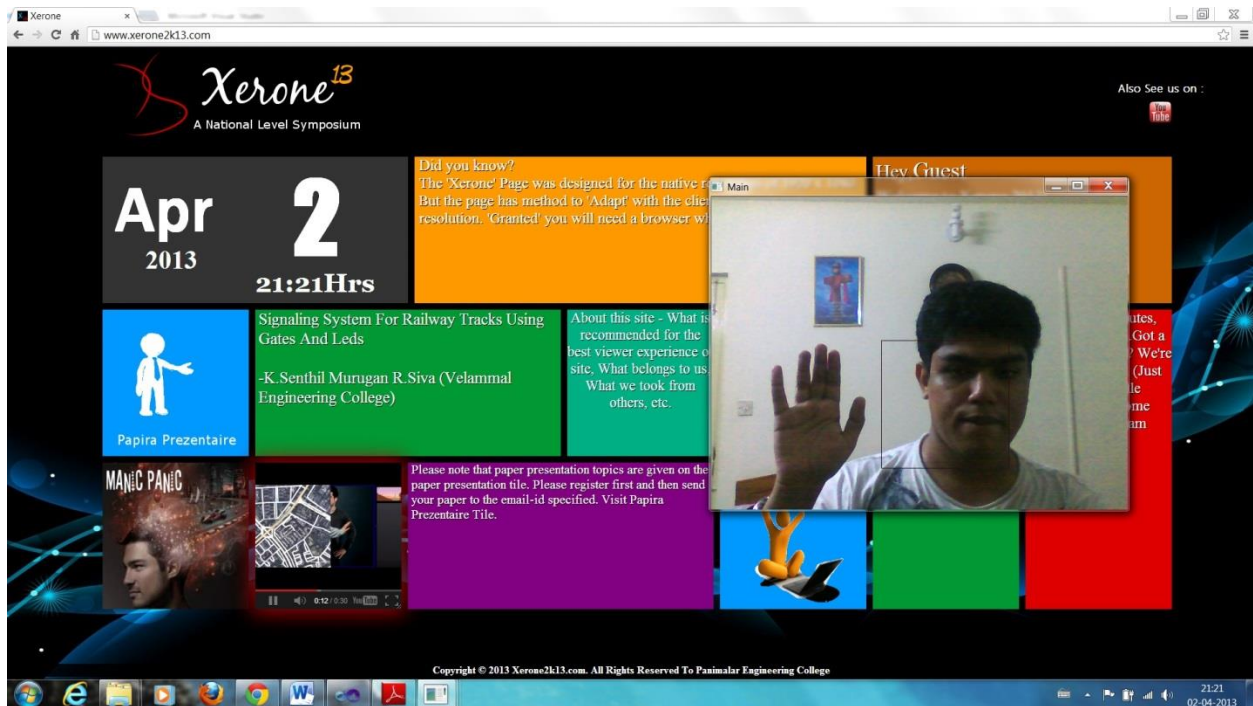 Xerone
www.xerone2k13.com
Xerone 13
A National Level Symposium
Also See us on :
You
Tube
Apr
2013
2
21:21Hrs
Did you know?
The 'Xerone' Page was designed for the native
But the page has method to 'Adapt' with the
resolution. 'Granted' you will need a browser
Hey Guest
Main
Papira Prezentaire
Signaling System For Railway Tracks Using
Gates And Leds
-K.Senthil Murugan R.Siva (Velammal
Engineering College)
About this site - What is
recommended for the
best viewer experience
site, What belongs to us
What we took from
others, etc.
Got a
? We're
(Just
MANIC PANIC
0:12 / 0:30 YouTube
Please note that paper presentation topics are given on the
paper presentation tile. Please register first and then send
your paper to the email-id specified. Visit Papira
Prezentaire Tile.
Copyright © 2013 Xerone2k13.com. All Rights Reserved To Panimalar Engineering College
21:21
02-04-2013